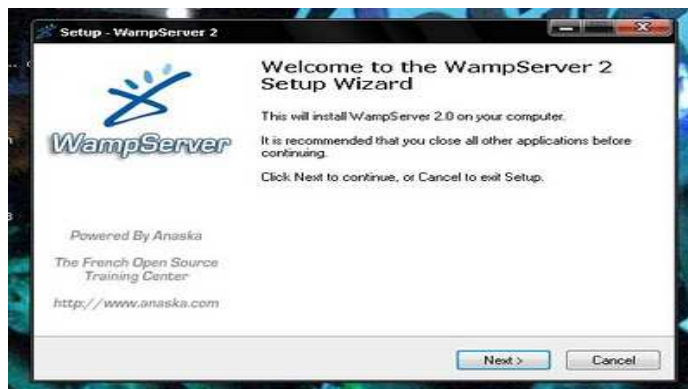 Setup - WampServer 2
WampServer
Powered By Anaska
The French Open Source
Training Center
http://www.anaska.com
Welcome to the WampServer 2
Setup Wizard
This will install WampServer 2.0 on your computer.
It is recommended that you close all other applications before
continuing.
Click Next to continue, or Cancel to exit Setup.
Next >
Cancel